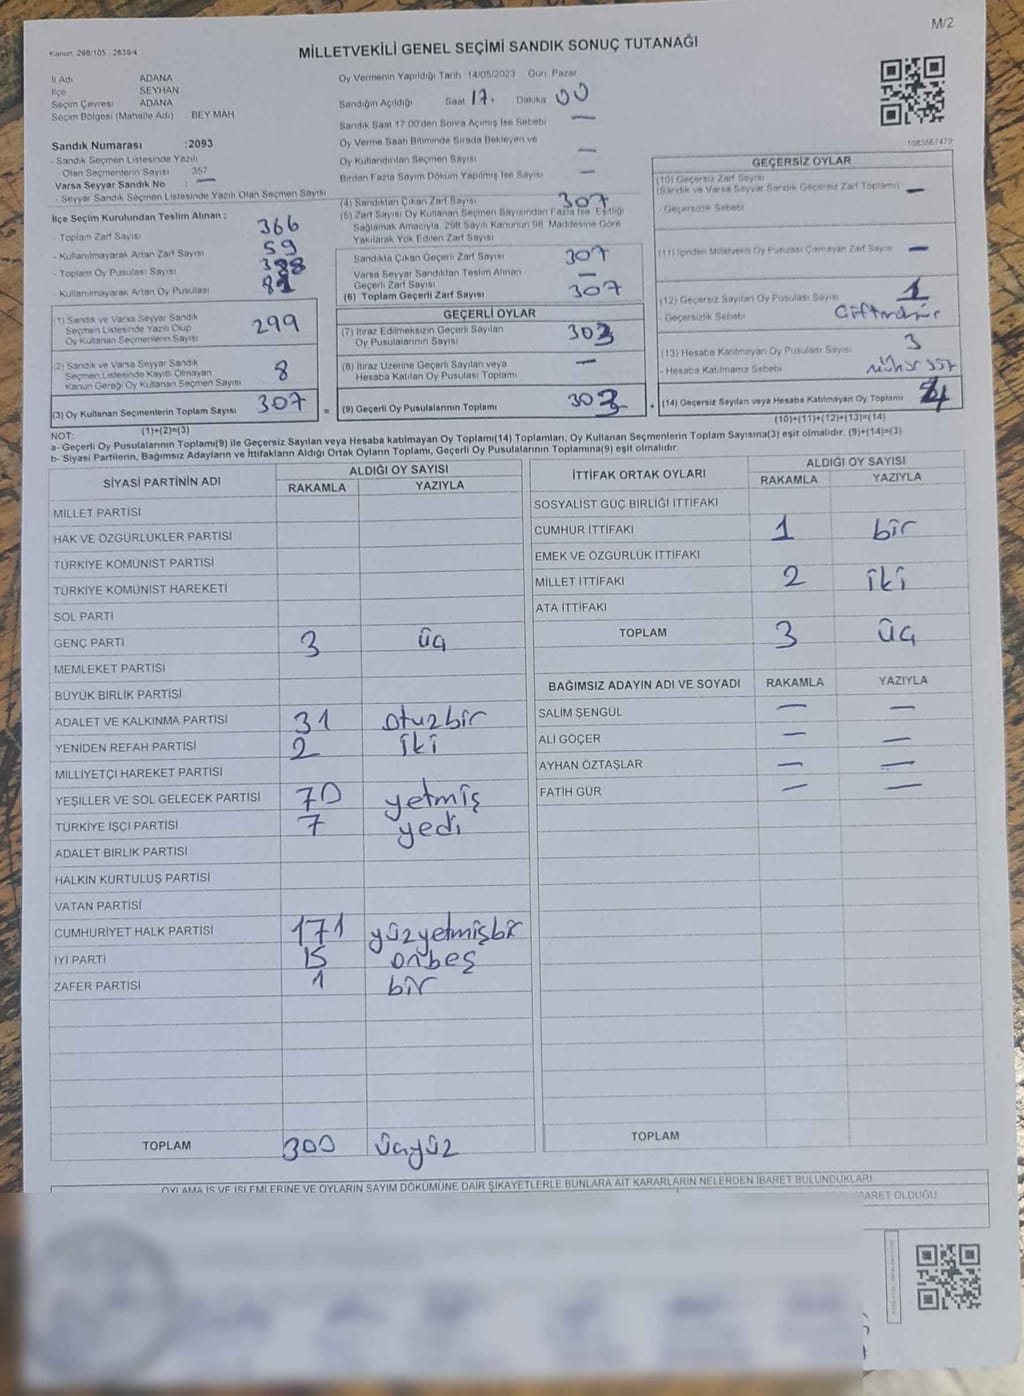 M/2
Kanun 298/105 2839/4
MİLLETVEKİLİ GENEL SEÇİMİ SANDIK SONUÇ TUTANAĞI
İl Adı ADANA
İlçe SEYHAN
Seçim Çevresi ADANA
Seçim Bölgesi (Mahalle Adı) BEY MAH
Sandık Numarası :2093
- Sandık Seçmen Listesinde Yazılı
Olan Seçmenlerin Sayısı 357
Varsa Seyyar Sandık No : —
- Seyyar Sandık Seçmen Listesinde Yazılı Olan Seçmen Sayısı
İlçe Seçim Kurulundan Teslim Alınan ;
- Toplam Zarf Sayısı 366
- Kullanılmayarak Artan Zarf Sayısı 59
- Toplam Oy Pusulası Sayısı
- Kullanılmayarak Artan Oy Pusulası
(1) Sandık ve Varsa Seyyar Sandık
Seçmen Listesinde Yazılı Olup
Oy Kullanan Seçmenlerin Sayısı 299
(2) Sandık ve Varsa Seyyar Sandık
Seçmen Listesinde Kayıtlı Olmayan
Kanun Gereği Oy Kullanan Seçmen Sayısı 8
(3) Oy Kullanan Seçmenlerin Toplam Sayısı 307 =
(1)+(2)=(3)
Oy Vermenin Yapıldığı Tarih 14/05/2023 Gün Pazar
Sandığın Açıldığı Saat 17. Dakika 00
Sandık Saat 17.00'den Sonra Açılmış İse Sebebi —
Oy Verme Saati Bitiminde Sırada Bekleyen ve
Oy Kullandırılan Seçmen Sayısı —
Birden Fazla Sayım Döküm Yapılmış İse Sayısı —
(4) Sandıktan Çıkan Zarf Sayısı 307
(5) Zarf Sayısı Oy Kullanan Seçmen Sayısından Fazla İse, Eşitliği
Sağlamak Amacıyla, 298 Sayılı Kanunun 98. Maddesine Göre
Yakılarak Yok Edilen Zarf Sayısı
Sandıkta Çıkan Geçerli Zarf Sayısı 307
Varsa Seyyar Sandıktan Teslim Alınan
Geçerli Zarf Sayısı —
(6) Toplam Geçerli Zarf Sayısı 307
GEÇERLİ OYLAR
(7) İtiraz Edilmeksizin Geçerli Sayılan
Oy Pusulalarının Sayısı 303
(8) İtiraz Üzerine Geçerli Sayılan veya
Hesaba Katılan Oy Pusulası Toplamı —
(9) Geçerli Oy Pusulalarının Toplamı 303 +
1083667479
GEÇERSİZ OYLAR
(10) Geçersiz Zarf Sayısı
(Sandık ve Varsa Seyyar Sandık Geçersiz Zarf Toplamı) —
- Geçersizlik Sebebi
(11) İçinden Milletvekili Oy Pusulası Çıkmayan Zarf Sayısı —
(12) Geçersiz Sayılan Oy Pusulası Sayısı 1
- Geçersizlik Sebebi
(13) Hesaba Katılmayan Oy Pusulası Sayısı 3
- Hesaba Katılmama Sebebi
(14) Geçersiz Sayılan veya Hesaba Katılmayan Oy Toplamı 4
(10)+(11)+(12)+(13)=(14)
NOT:
a- Geçerli Oy Pusulaları Toplamı(9) ile Geçersiz Sayılan veya Hesaba katılmayan Oy Toplamı(14) Toplamları, Oy Kullanan Seçmenlerin Toplam Sayısına(3) eşit olmalıdır. (9)+(14)=(3)
b- Siyasi Partilerin, Bağımsız Adayların ve İttifakların Aldığı Ortak Oyların Toplamı, Geçerli Oy Pusulalarının Toplamına(9) eşit olmalıdır.
SİYASİ PARTİNİN ADI ALDIĞI OY SAYISI
RAKAMLA YAZIYLA
MİLLET PARTİSİ
HAK VE ÖZGÜRLÜKLER PARTİSİ
TÜRKİYE KOMÜNİST PARTİSİ
TÜRKİYE KOMÜNİST HAREKETİ
SOL PARTİ
GENÇ PARTİ 3 üç
MEMLEKET PARTİSİ
BÜYÜK BİRLİK PARTİSİ
ADALET VE KALKINMA PARTİSİ 31 otuzbir
YENİDEN REFAH PARTİSİ 2 iki
MİLLİYETÇİ HAREKET PARTİSİ
YEŞİLLER VE SOL GELECEK PARTİSİ 70 yetmiş
TÜRKİYE İŞÇİ PARTİSİ 7 yedi
ADALET BİRLİK PARTİSİ
HALKIN KURTULUŞ PARTİSİ
VATAN PARTİSİ
CUMHURİYET HALK PARTİSİ 171 yüzyetmişbir
İYİ PARTİ 15 onbeş
ZAFER PARTİSİ 1 bir
TOPLAM 300 üçyüz
İTTİFAK ORTAK OYLARI ALDIĞI OY SAYISI
RAKAMLA YAZIYLA
SOSYALİST GÜÇ BİRLİĞİ İTTİFAKI
CUMHUR İTTİFAKI 1 bir
EMEK VE ÖZGÜRLÜK İTTİFAKI
MİLLET İTTİFAKI 2 iki
ATA İTTİFAKI
TOPLAM 3 üç
BAĞIMSIZ ADAYIN ADI VE SOYADI RAKAMLA YAZIYLA
SALİM ŞENGÜL — —
ALİ GÖÇER — —
AYHAN ÖZTAŞLAR — —
FATİH GÜR — —
TOPLAM
OYLAMA İŞ VE İŞLEMLERİNE VE OYLARIN SAYIM DÖKÜMÜNE DAİR ŞİKAYETLERLE BUNLARA AİT KARARLARIN NELERDEN İBARET BULUNDUKLARI
OLDUĞU